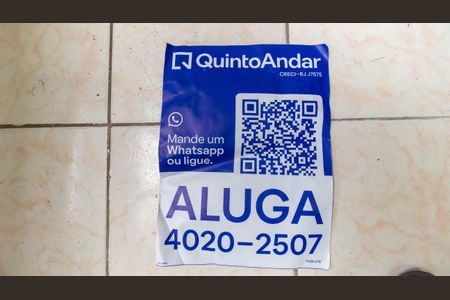 QuintoAndar
CRECI-RJ J7575
Mande um
Whatsapp
ou ligue.
ALUGA
4020-2507